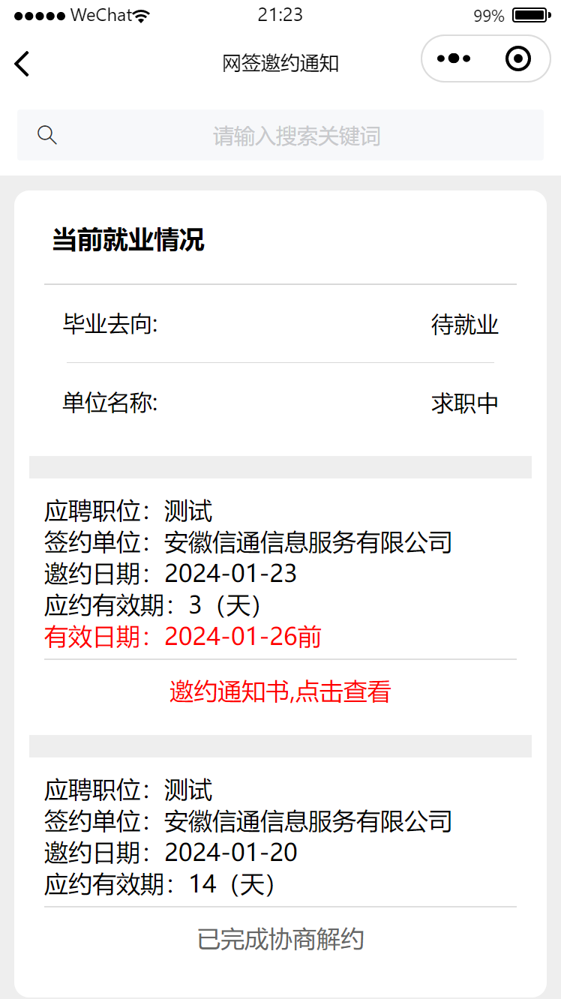 WeChat 21:23 99%
网签邀约通知
请输入搜索关键词
当前就业情况
毕业去向: 待就业
单位名称: 求职中
应聘职位：测试
签约单位：安徽信通信息服务有限公司
邀约日期：2024-01-23
应约有效期：3（天）
有效日期：2024-01-26前
邀约通知书,点击查看
应聘职位：测试
签约单位：安徽信通信息服务有限公司
邀约日期：2024-01-20
应约有效期：14（天）
已完成协商解约